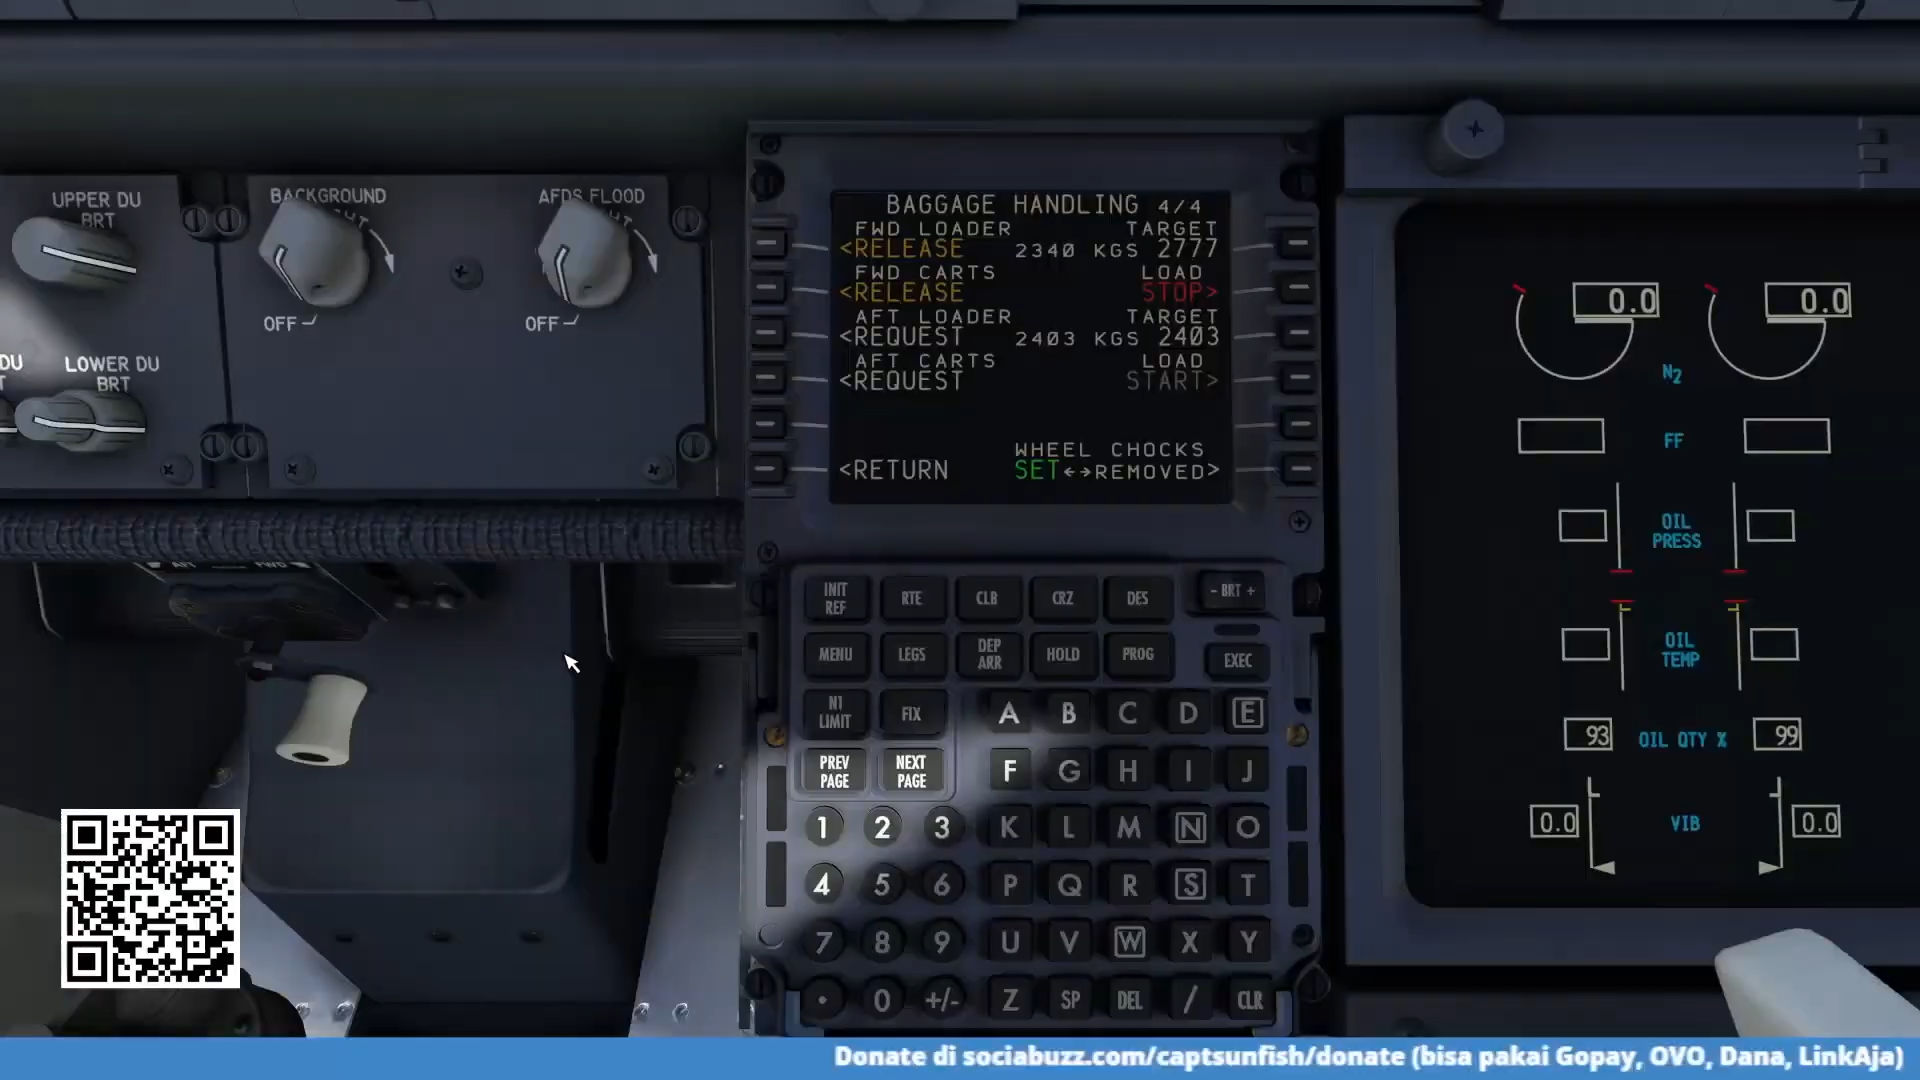 UPPER DU
BRT
BACKGROUND
OFF
AFDS FLOOD
OFF
DU
LOWER DU
BRT
BAGGAGE HANDLING 4/4
FWD LOADER TARGET
<RELEASE 2340 KGS 2777
FWD CARTS LOAD
<RELEASE STOP>
AFT LOADER TARGET
<REQUEST 2403 KGS 2403
AFT CARTS LOAD
<REQUEST START>
WHEEL CHOCKS
<RETURN SET←→REMOVED>
INIT REF RTE CLB CRZ DES - BRT +
MENU LEGS DEP ARR HOLD PROG EXEC
N1 LIMIT FIX A B C D E
PREV PAGE NEXT PAGE F G H I J
1 2 3 K L M N O
4 5 6 P Q R S T
7 8 9 U V W X Y
. 0 +/- Z SP DEL / CLR
0.0 0.0
N2
FF
OIL
PRESS
OIL
TEMP
93 OIL QTY % 99
0.0 VIB 0.0
Donate di sociabuzz.com/captsunfish/donate (bisa pakai Gopay, OVO, Dana, LinkAja)